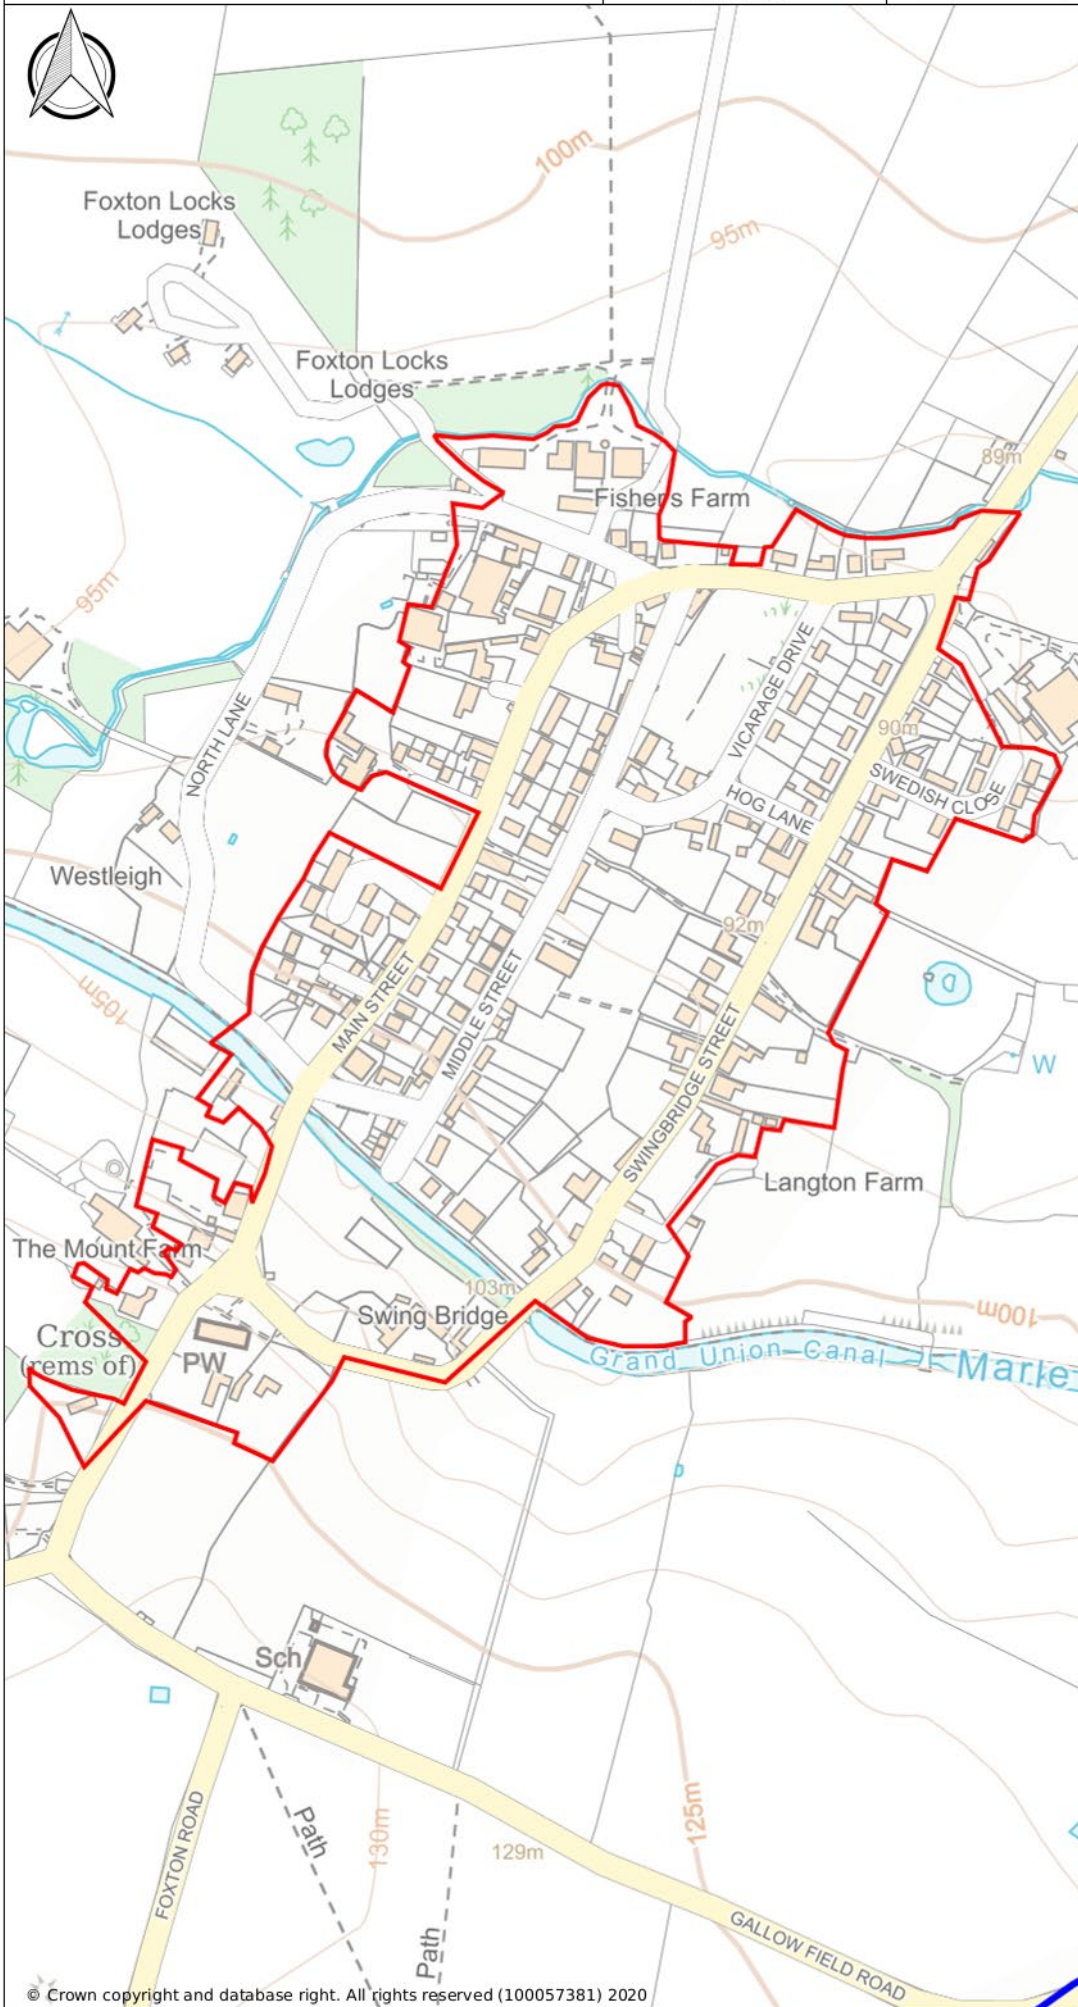 100m
Foxton Locks
Lodges
95m
Foxton Locks
Lodges
89m
Fishers Farm
95m
VICARAGE DRIVE
NORTH LANE
90m
SWEDISH CLOSE
HOG LANE
Westleigh
92m
105m
MAIN STREET
MIDDLE STREET
SWINGBRIDGE STREET
W
Langton Farm
The Mount Farm
103m
Swing Bridge
100m
Cross
(rems of)
PW
Grand Union Canal
Marke
Sch
FOXTON ROAD
Path
130m
125m
129m
Path
GALLOW FIELD ROAD
© Crown copyright and database right. All rights reserved (100057381) 2020